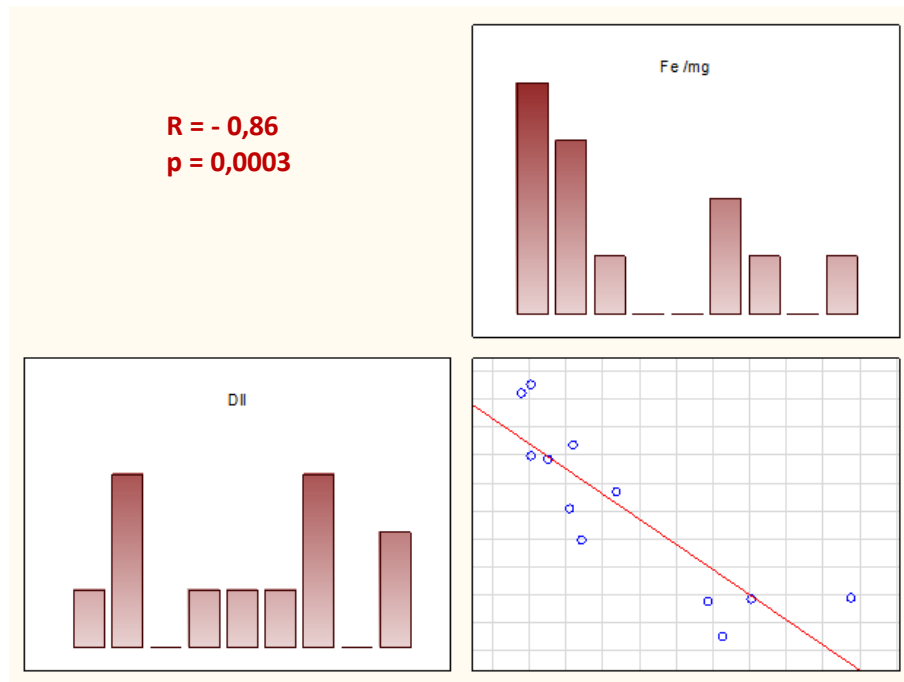 R = - 0,86
p = 0,0003
Fe /mg
DII